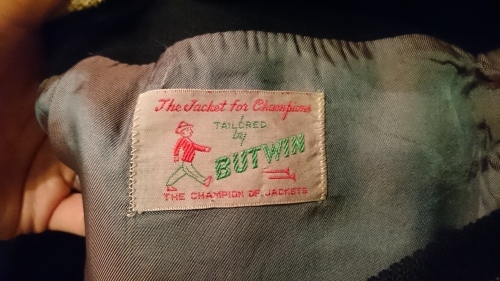 The Jacket for Champions
TAILORED
by
BUTWIN
THE CHAMPION OF JACKETS